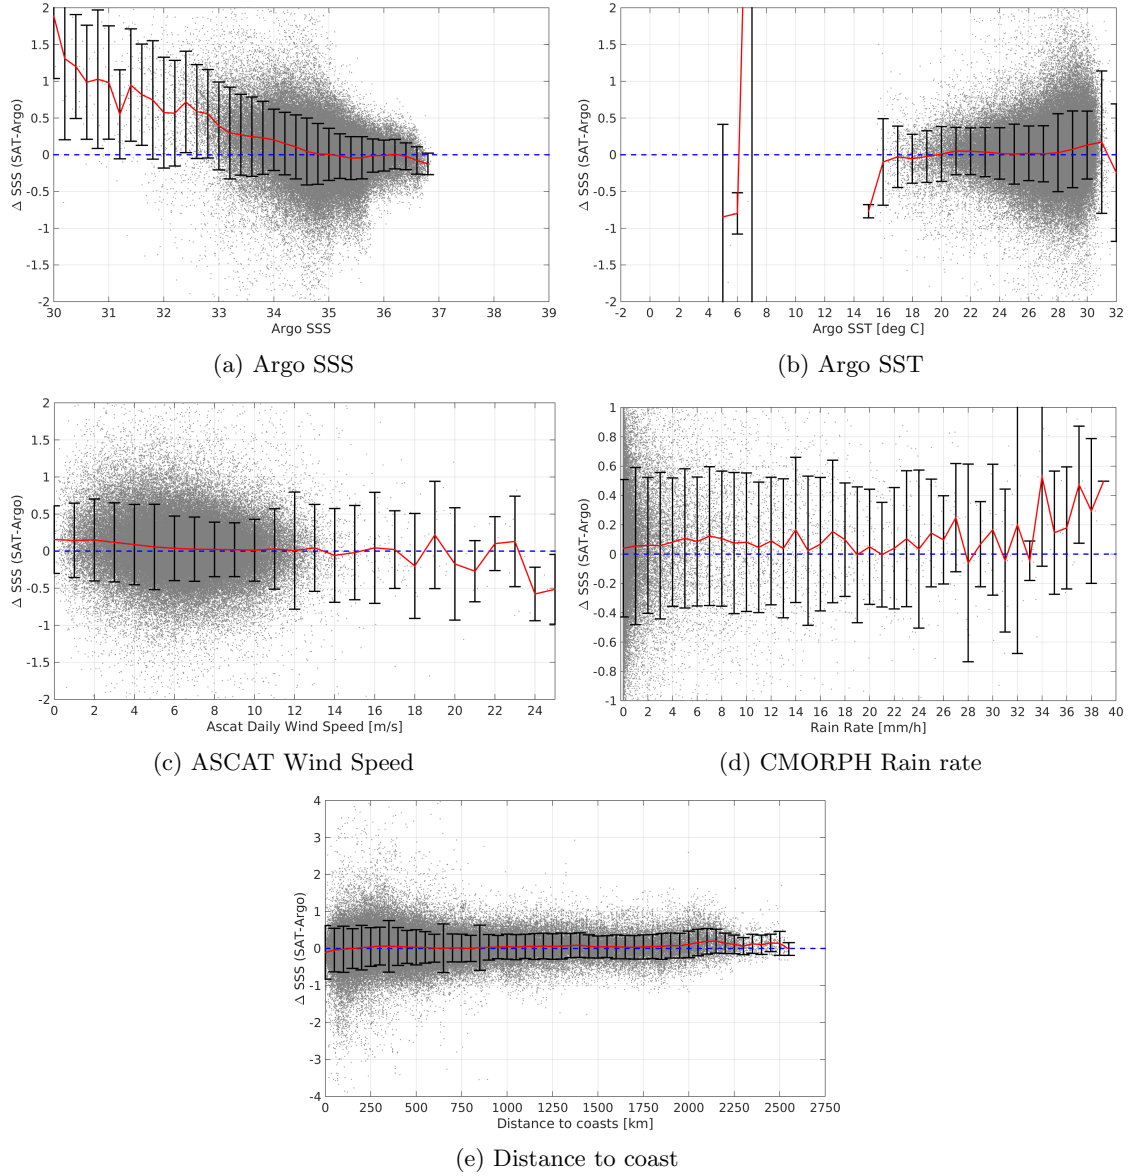 2
1.5
1
0.5
0
-0.5
-1
-1.5
-2
Δ SSS (SAT-Argo)
30 31 32 33 34 35 36 37 38 39
Argo SSS
(a) Argo SSS
2
1.5
1
0.5
0
-0.5
-1
-1.5
-2
Δ SSS (SAT-Argo)
-2 0 2 4 6 8 10 12 14 16 18 20 22 24 26 28 30 32
Argo SST [deg C]
(b) Argo SST
2
1.5
1
0.5
0
-0.5
-1
-1.5
-2
Δ SSS (SAT-Argo)
0 2 4 6 8 10 12 14 16 18 20 22 24
Ascat Daily Wind Speed [m/s]
(c) ASCAT Wind Speed
1
0.8
0.6
0.4
0.2
0
-0.2
-0.4
-0.6
-0.8
-1
Δ SSS (SAT-Argo)
0 2 4 6 8 10 12 14 16 18 20 22 24 26 28 30 32 34 36 38 40
Rain Rate [mm/h]
(d) CMORPH Rain rate
4
3
2
1
0
-1
-2
-3
-4
Δ SSS (SAT-Argo)
0 250 500 750 1000 1250 1500 1750 2000 2250 2500 2750
Distance to coasts [km]
(e) Distance to coast